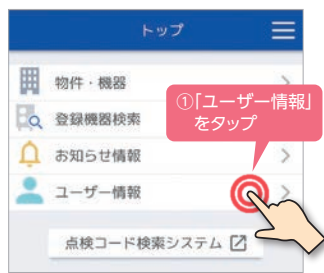 トップ
物件・機器
登録機器検索
お知らせ情報
ユーザー情報
①「ユーザー情報」
をタップ
点検コード検索システム